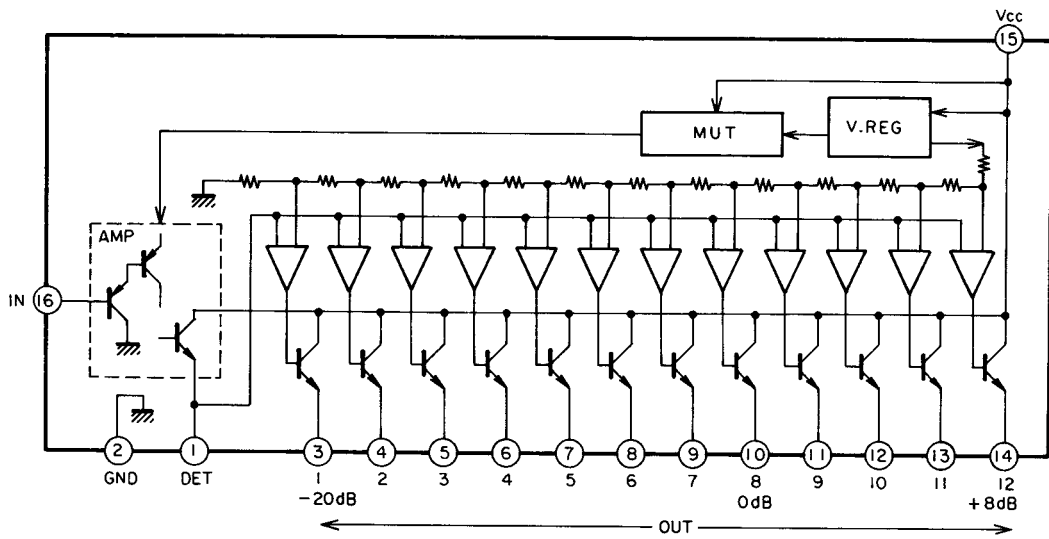 Vcc
15
MUT
V.REG
AMP
IN 16
2 1 3 4 5 6 7 8 9 10 11 12 13 14
GND DET 1 2 3 4 5 6 7 8 9 10 11 12
-20dB 0dB +8dB
OUT